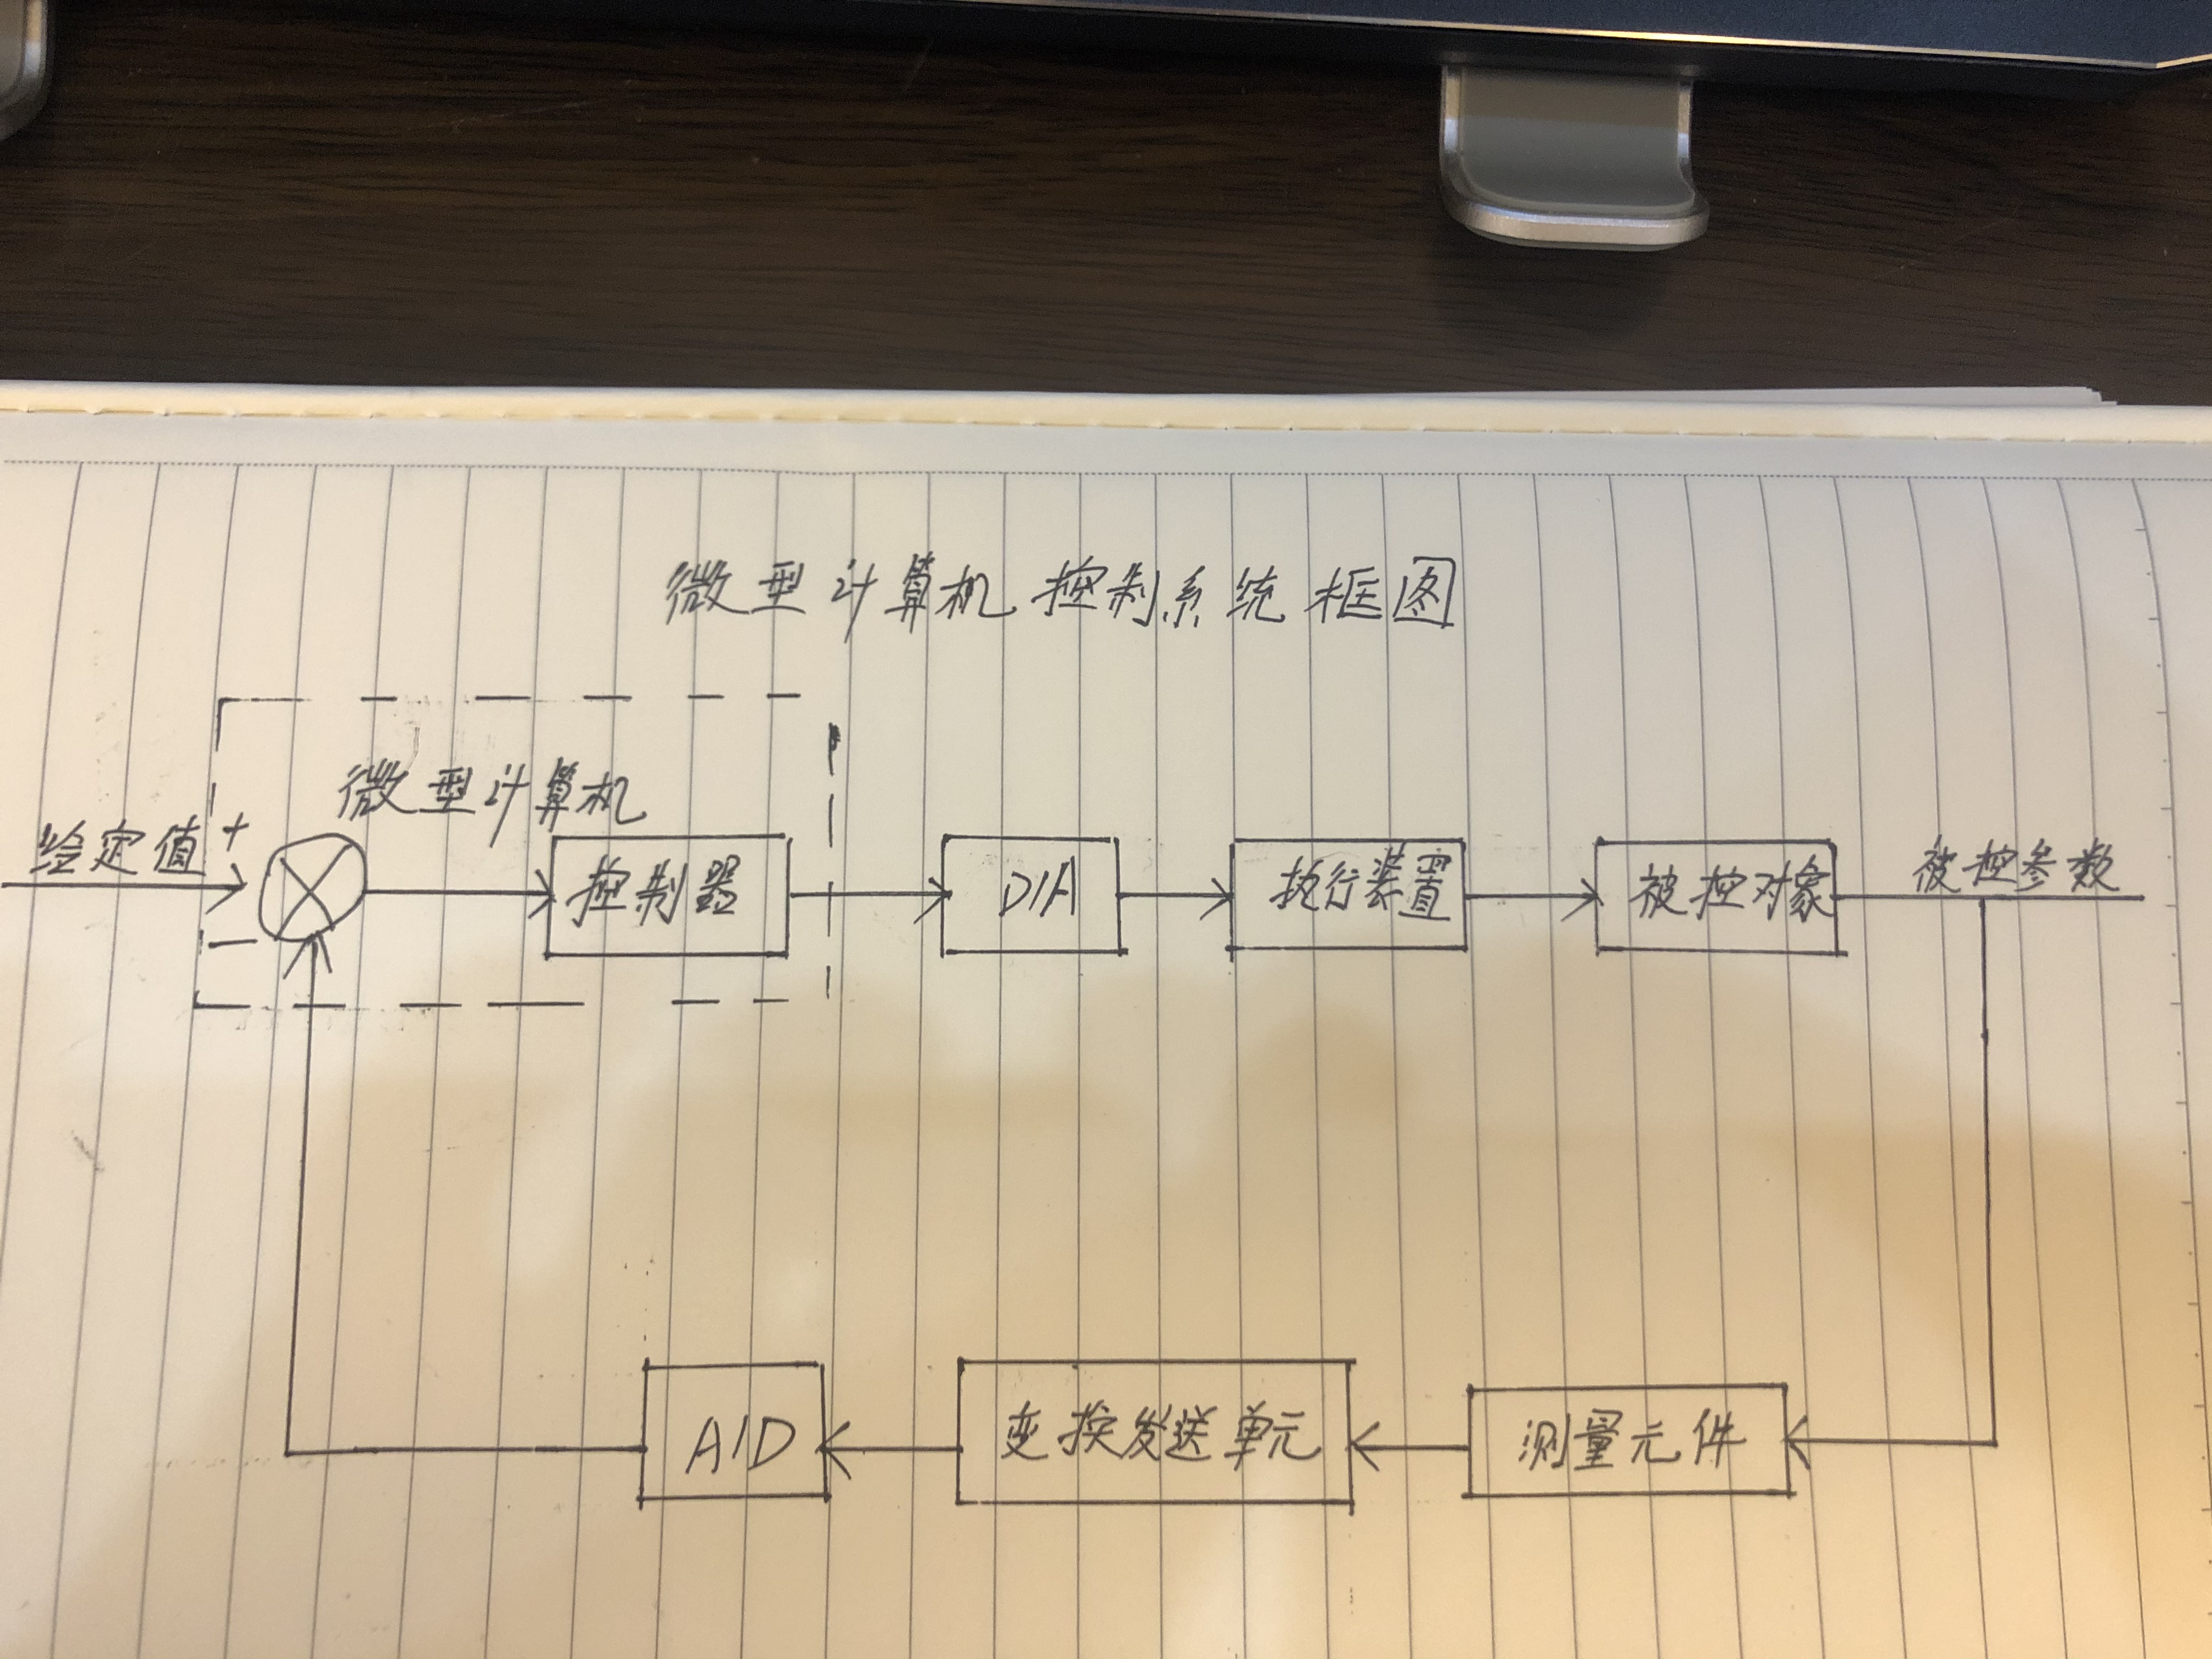 微型计算机控制系统框图
微型计算机
给定值 +
控制器
D/A
执行装置
被控对象
被控参数
—
A/D
变换发送单元
测量元件